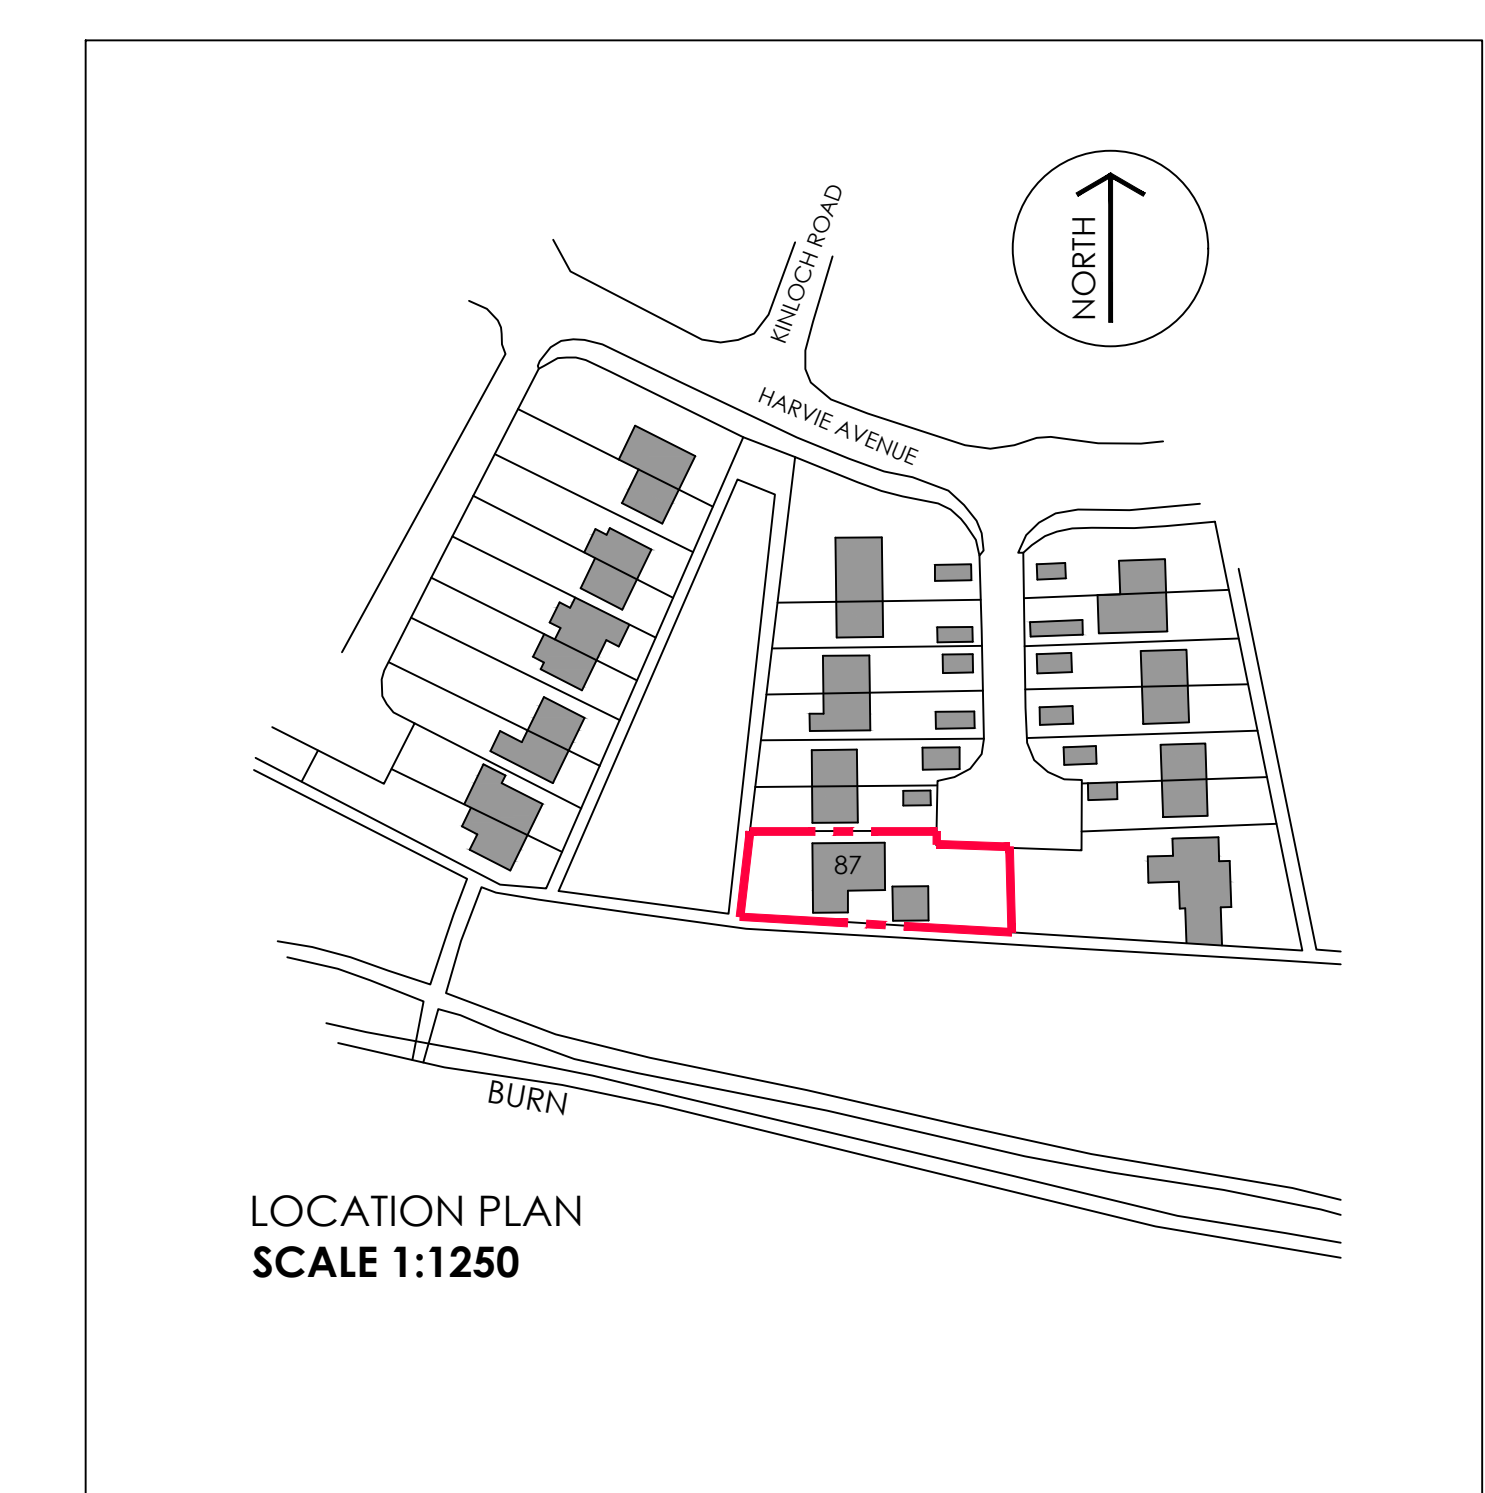 KINLOCH ROAD
NORTH
HARVIE AVENUE
87
BURN
LOCATION PLAN
SCALE 1:1250